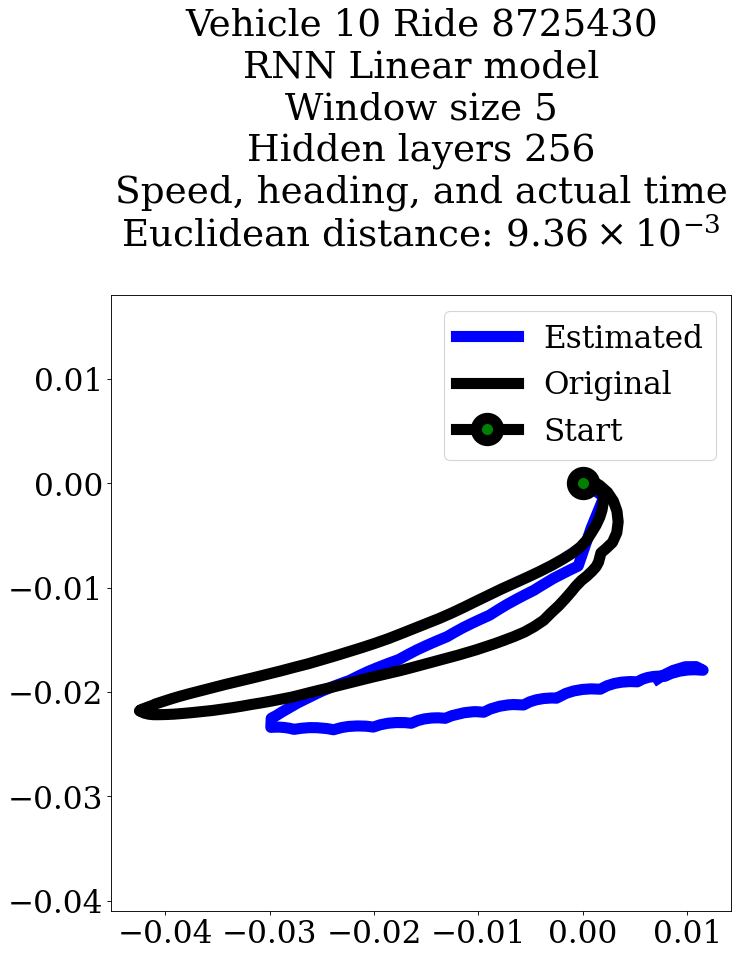 Vehicle 10 Ride 8725430
RNN Linear model
Window size 5
Hidden layers 256
Speed, heading, and actual time
Euclidean distance: 9.36 × 10⁻³
Estimated
Original
Start
0.01
0.00
−0.01
−0.02
−0.03
−0.04
−0.04 −0.03 −0.02 −0.01 0.00 0.01